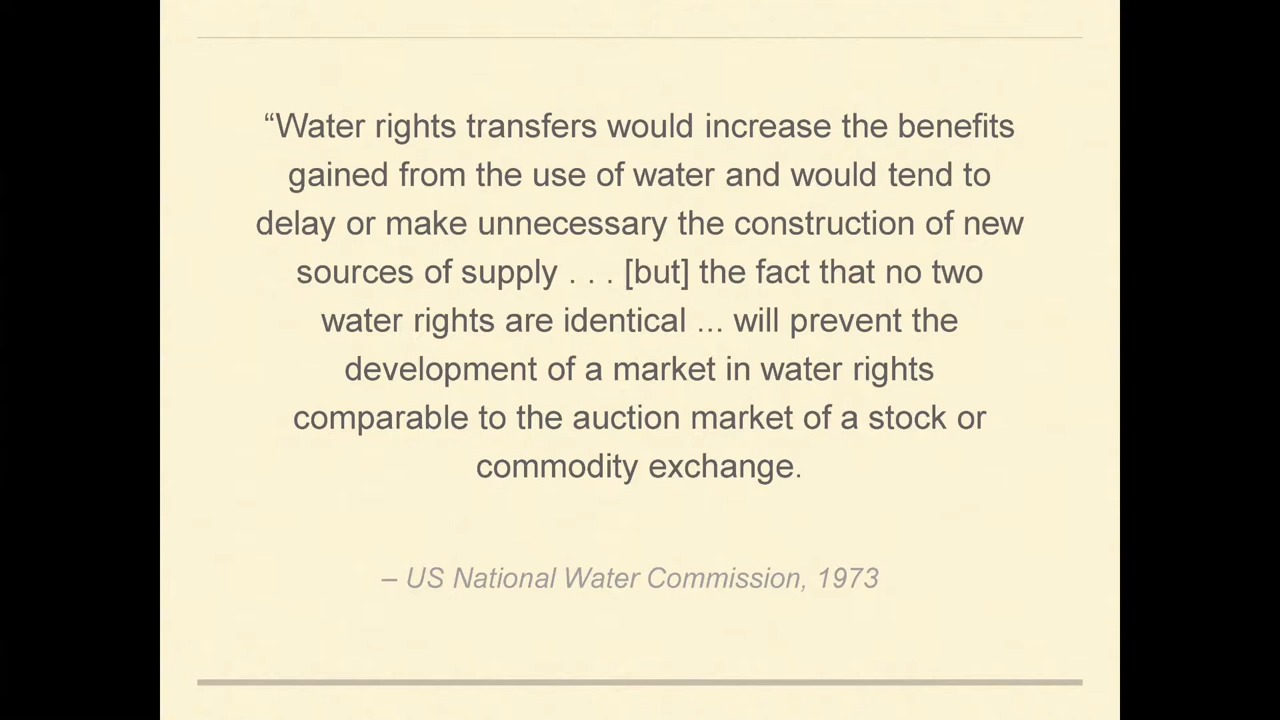 “Water rights transfers would increase the benefits
gained from the use of water and would tend to
delay or make unnecessary the construction of new
sources of supply . . . [but] the fact that no two
water rights are identical ... will prevent the
development of a market in water rights
comparable to the auction market of a stock or
commodity exchange.
– US National Water Commission, 1973